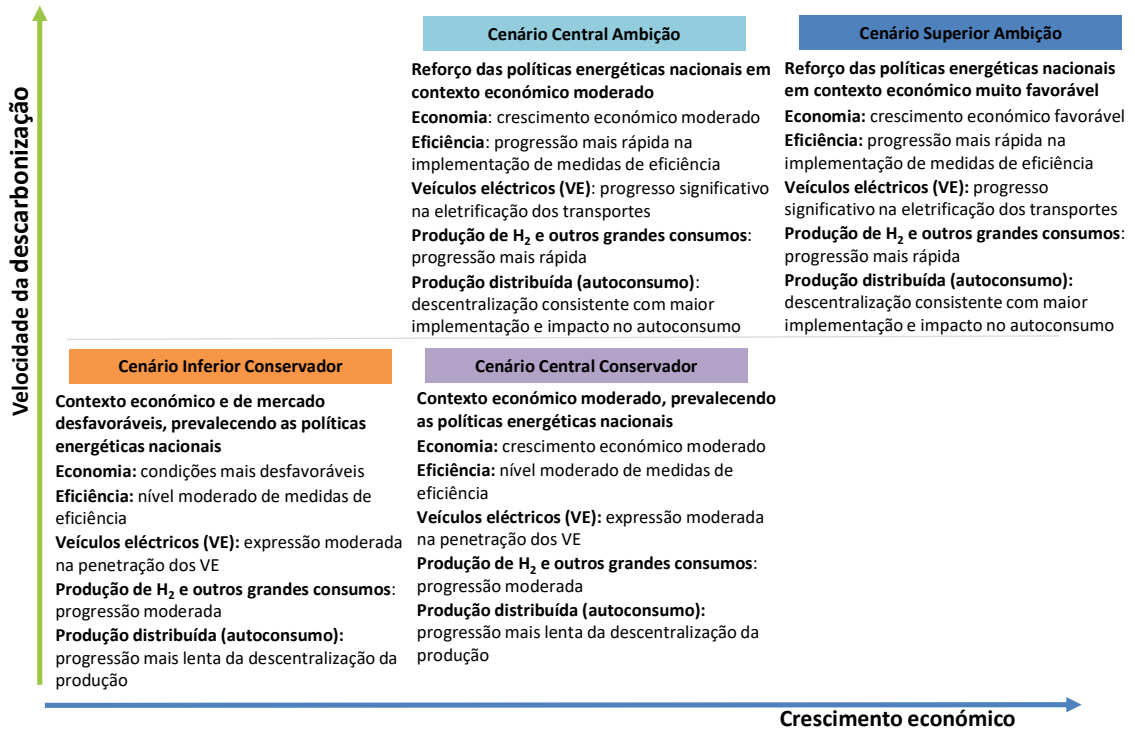 Velocidade da descarbonização
Cenário Central Ambição
Reforço das políticas energéticas nacionais em
contexto económico moderado
Economia: crescimento económico moderado
Eficiência: progressão mais rápida na
implementação de medidas de eficiência
Veículos eléctricos (VE): progresso significativo
na eletrificação dos transportes
Produção de H₂ e outros grandes consumos:
progressão mais rápida
Produção distribuída (autoconsumo):
descentralização consistente com maior
implementação e impacto no autoconsumo
Cenário Superior Ambição
Reforço das políticas energéticas nacionais
em contexto económico muito favorável
Economia: crescimento económico favorável
Eficiência: progressão mais rápida na
implementação de medidas de eficiência
Veículos eléctricos (VE): progresso
significativo na eletrificação dos transportes
Produção de H₂ e outros grandes consumos:
progressão mais rápida
Produção distribuída (autoconsumo):
descentralização consistente com maior
implementação e impacto no autoconsumo
Cenário Inferior Conservador
Contexto económico e de mercado
desfavoráveis, prevalecendo as políticas
energéticas nacionais
Economia: condições mais desfavoráveis
Eficiência: nível moderado de medidas de
eficiência
Veículos eléctricos (VE): expressão moderada
na penetração dos VE
Produção de H₂ e outros grandes consumos:
progressão moderada
Produção distribuída (autoconsumo):
progressão mais lenta da descentralização da
produção
Cenário Central Conservador
Contexto económico moderado, prevalecendo
as políticas energéticas nacionais
Economia: crescimento económico moderado
Eficiência: nível moderado de medidas de
eficiência
Veículos eléctricos (VE): expressão moderada
na penetração dos VE
Produção de H₂ e outros grandes consumos:
progressão moderada
Produção distribuída (autoconsumo):
progressão mais lenta da descentralização da
produção
Crescimento económico